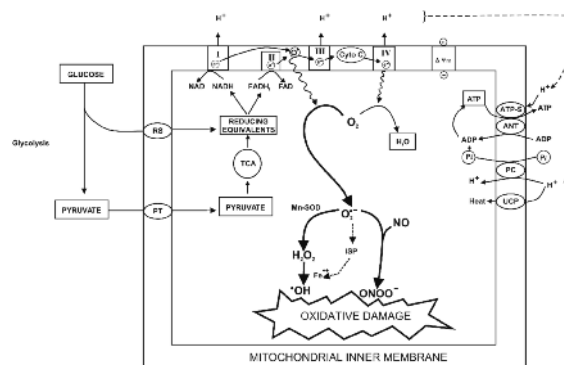 H⁺
H⁺
H⁺
I
II
III
Cyto C
IV
e⁻
e⁻
e⁻
e⁻
Δ Ψm
GLUCOSE
NAD
NADH
FADH₂
FAD
Glycolysis
RS
REDUCING
EQUIVALENTS
TCA
PYRUVATE
PT
PYRUVATE
O₂
H₂O
ATP
ATP-S
H⁺
ATP
ANT
ADP
ADP
Pi
Pi
PC
H⁺
H⁺
Heat
UCP
Mn-SOD
O₂•⁻
NO
ISP
H₂O₂
Fe⁺⁺
•OH
ONOO⁻
OXIDATIVE DAMAGE
MITOCHONDRIAL INNER MEMBRANE